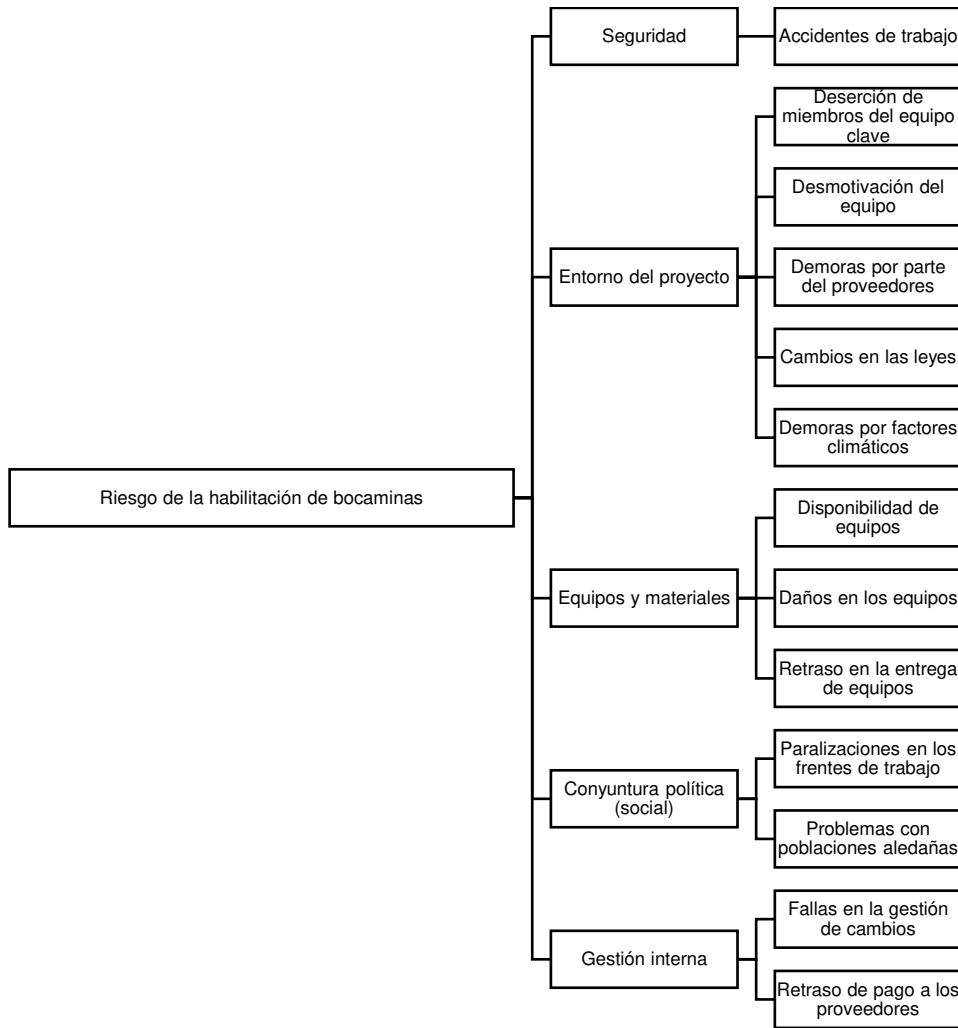 Seguridad
Accidentes de trabajo
Deserción de
miembros del equipo
clave
Desmotivación del
equipo
Entorno del proyecto
Demoras por parte
del proveedores
Cambios en las leyes
Demoras por factores
climáticos
Riesgo de la habilitación de bocaminas
Disponibilidad de
equipos
Equipos y materiales
Daños en los equipos
Retraso en la entrega
de equipos
Conyuntura política
(social)
Paralizaciones en los
frentes de trabajo
Problemas con
poblaciones aledañas
Gestión interna
Fallas en la gestión
de cambios
Retraso de pago a los
proveedores